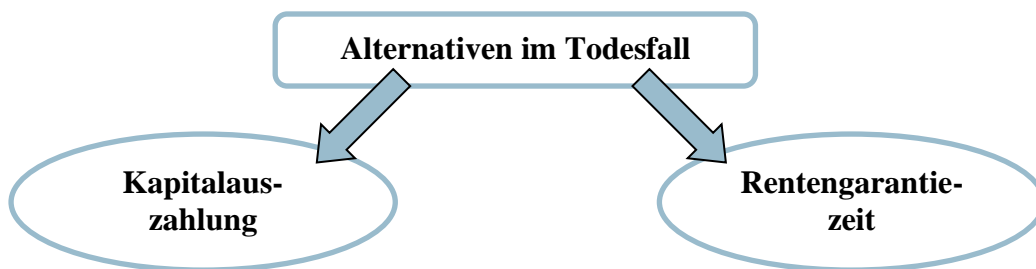 Alternativen im Todesfall
Kapitalaus-
zahlung
Rentengarantie-
zeit